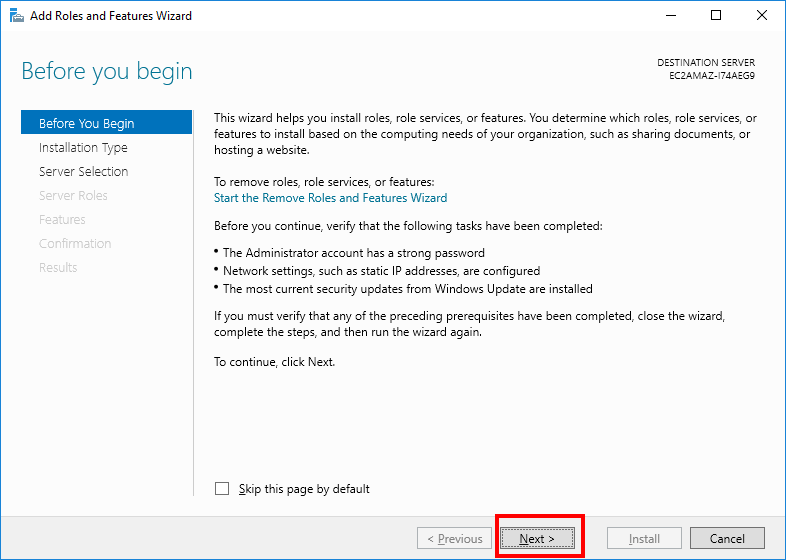 Add Roles and Features Wizard
Before you begin
DESTINATION SERVER
EC2AMAZ-I74AEG9
Before You Begin
Installation Type
Server Selection
Server Roles
Features
Confirmation
Results
This wizard helps you install roles, role services, or features. You determine which roles, role services, or
features to install based on the computing needs of your organization, such as sharing documents, or
hosting a website.
To remove roles, role services, or features:
Start the Remove Roles and Features Wizard
Before you continue, verify that the following tasks have been completed:
• The Administrator account has a strong password
• Network settings, such as static IP addresses, are configured
• The most current security updates from Windows Update are installed
If you must verify that any of the preceding prerequisites have been completed, close the wizard,
complete the steps, and then run the wizard again.
To continue, click Next.
Skip this page by default
< Previous
Next >
Install
Cancel